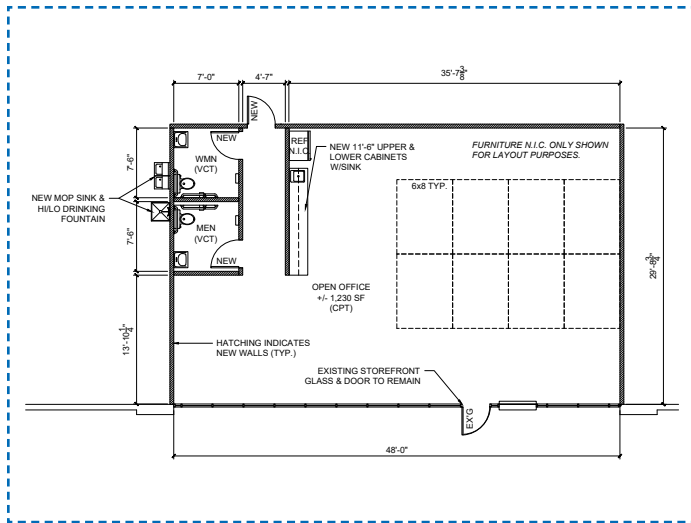 7'-0"
4'-7"
35'-7 3/8"
NEW
NEW
WMN
(VCT)
REF
N.I.C.
NEW 11'-6" UPPER &
LOWER CABINETS
W/SINK
FURNITURE N.I.C. ONLY SHOWN
FOR LAYOUT PURPOSES.
7'-6"
6x8 TYP.
NEW MOP SINK &
HI/LO DRINKING
FOUNTAIN
MEN
(VCT)
7'-6"
NEW
29'-8 3/4"
OPEN OFFICE
+/- 1,230 SF
(CPT)
13'-10 1/4"
HATCHING INDICATES
NEW WALLS (TYP.)
EXISTING STOREFRONT
GLASS & DOOR TO REMAIN
EX'G
48'-0"